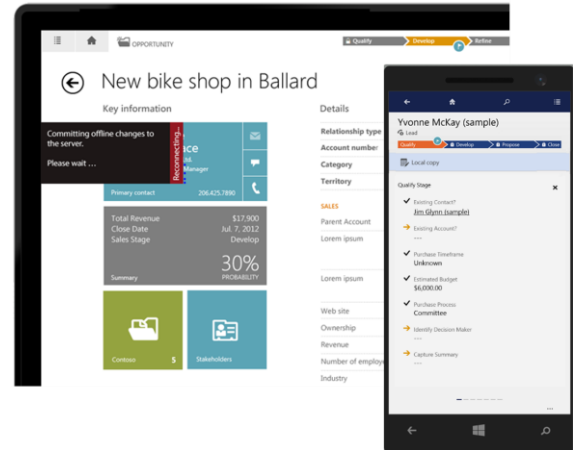 OPPORTUNITY
Qualify
Develop
Refine
New bike shop in Ballard
Key information
Committing offline changes to
the server.
Please wait ...
Reconnecting...
ce
Manager
Primary contact 206.425.7890
Total Revenue $17,900
Close Date Jul. 7, 2012
Sales Stage Develop
30%
Summary PROBABILITY
Contoso 5
Stakeholders
Details
Relationship type
Account number
Category
Territory
SALES
Parent Account
Lorem ipsum
Lorem ipsum
Web site
Ownership
Revenue
Number of employe
Industry
Yvonne McKay (sample)
Lead
Qualify
Develop
Propose
Close
Local copy
Qualify Stage
Existing Contact?
Jim Glynn (sample)
Existing Account?
...
Purchase Timeframe
Unknown
Estimated Budget
$6,000.00
Purchase Process
Committee
Identify Decision Maker
...
Capture Summary
...
...